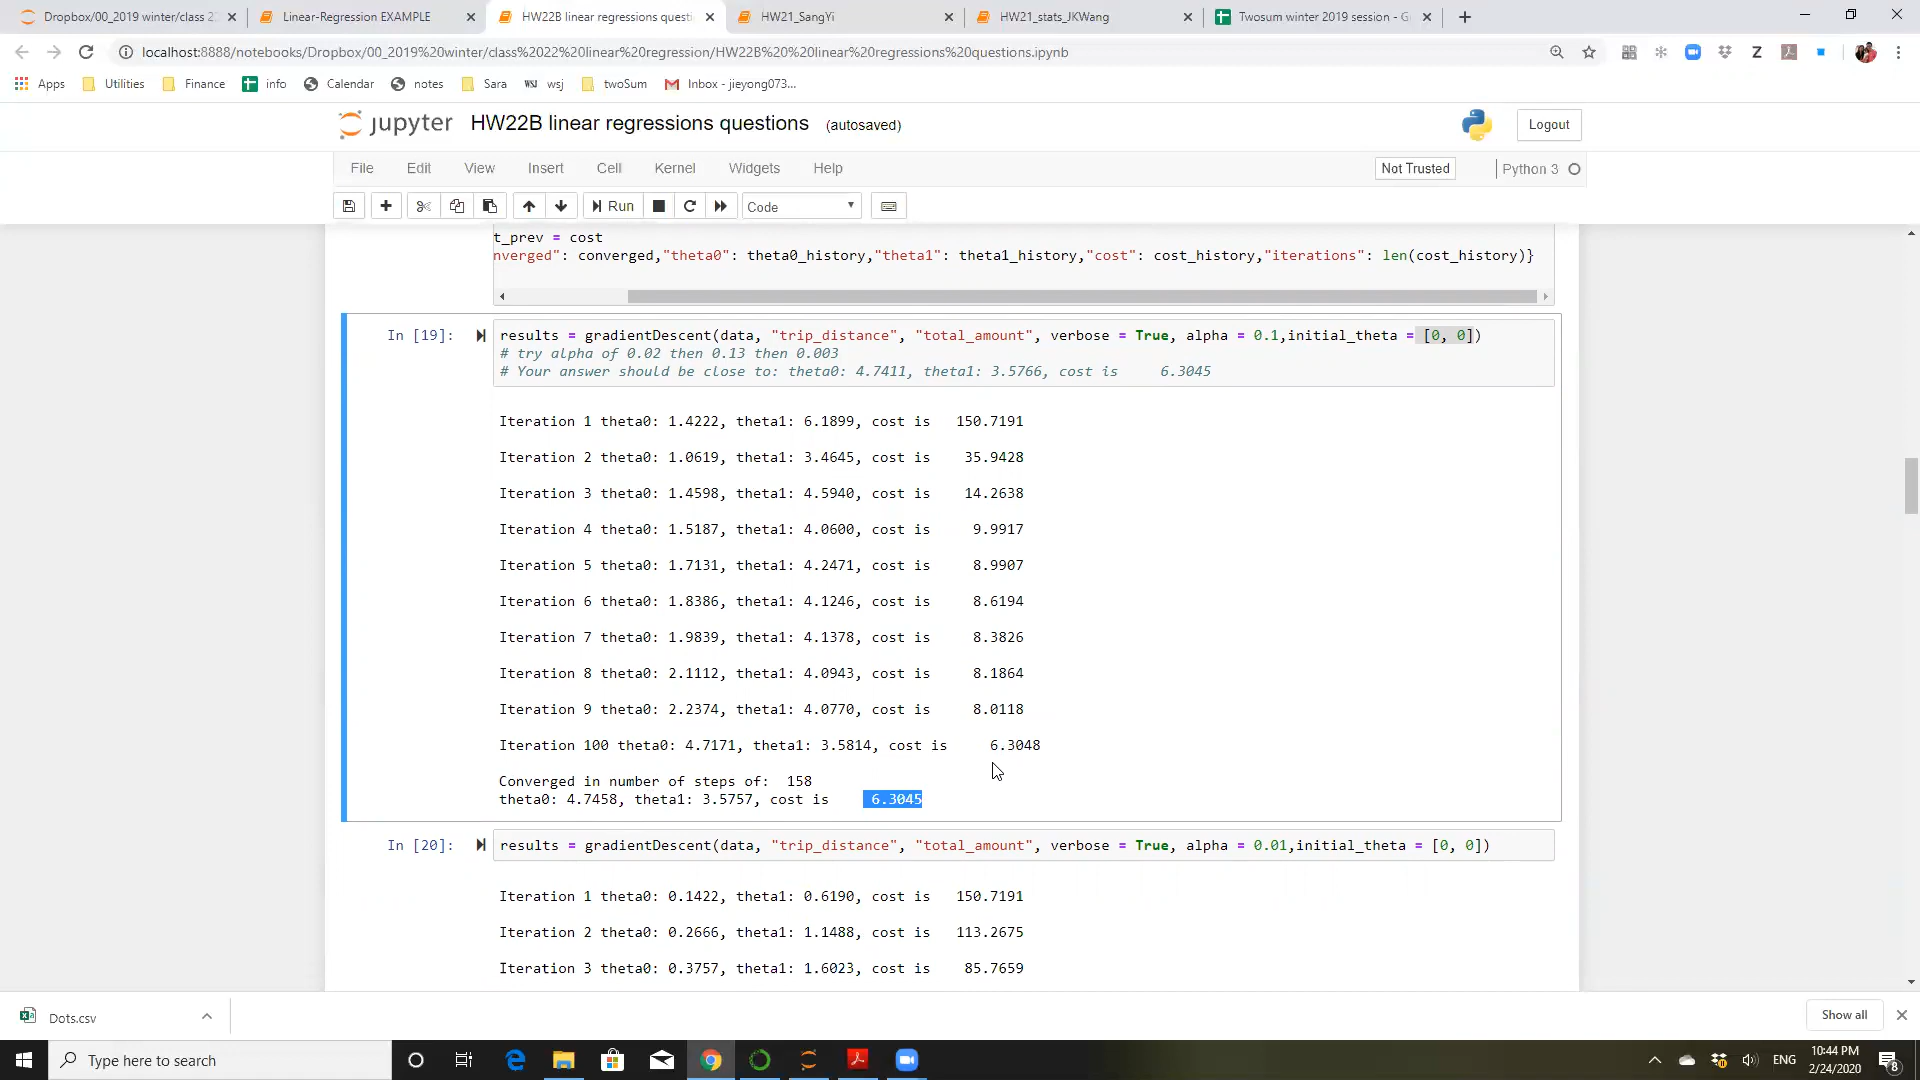 Dropbox/00_2019 winter/class 2
Linear-Regression EXAMPLE
HW22B linear regressions questi
HW21_SangYi
HW21_stats_JKWang
Twosum winter 2019 session - G
localhost:8888/notebooks/Dropbox/00_2019%20winter/class%2022%20linear%20regression/HW22B%20%20linear%20regressions%20questions.ipynb
Apps Utilities Finance info Calendar notes Sara wsj twoSum Inbox - jieyong073...
jupyter HW22B linear regressions questions (autosaved) Logout
File Edit View Insert Cell Kernel Widgets Help Not Trusted Python 3
Run Code
t_prev = cost
nverged": converged,"theta0": theta0_history,"theta1": theta1_history,"cost": cost_history,"iterations": len(cost_history)}
In [19]: results = gradientDescent(data, "trip_distance", "total_amount", verbose = True, alpha = 0.1,initial_theta = [0, 0])
# try alpha of 0.02 then 0.13 then 0.003
# Your answer should be close to: theta0: 4.7411, theta1: 3.5766, cost is 6.3045
Iteration 1 theta0: 1.4222, theta1: 6.1899, cost is 150.7191
Iteration 2 theta0: 1.0619, theta1: 3.4645, cost is 35.9428
Iteration 3 theta0: 1.4598, theta1: 4.5940, cost is 14.2638
Iteration 4 theta0: 1.5187, theta1: 4.0600, cost is 9.9917
Iteration 5 theta0: 1.7131, theta1: 4.2471, cost is 8.9907
Iteration 6 theta0: 1.8386, theta1: 4.1246, cost is 8.6194
Iteration 7 theta0: 1.9839, theta1: 4.1378, cost is 8.3826
Iteration 8 theta0: 2.1112, theta1: 4.0943, cost is 8.1864
Iteration 9 theta0: 2.2374, theta1: 4.0770, cost is 8.0118
Iteration 100 theta0: 4.7171, theta1: 3.5814, cost is 6.3048
Converged in number of steps of: 158
theta0: 4.7458, theta1: 3.5757, cost is 6.3045
In [20]: results = gradientDescent(data, "trip_distance", "total_amount", verbose = True, alpha = 0.01,initial_theta = [0, 0])
Iteration 1 theta0: 0.1422, theta1: 0.6190, cost is 150.7191
Iteration 2 theta0: 0.2666, theta1: 1.1488, cost is 113.2675
Iteration 3 theta0: 0.3757, theta1: 1.6023, cost is 85.7659
Dots.csv
Show all
Type here to search
ENG
10:44 PM
2/24/2020
8